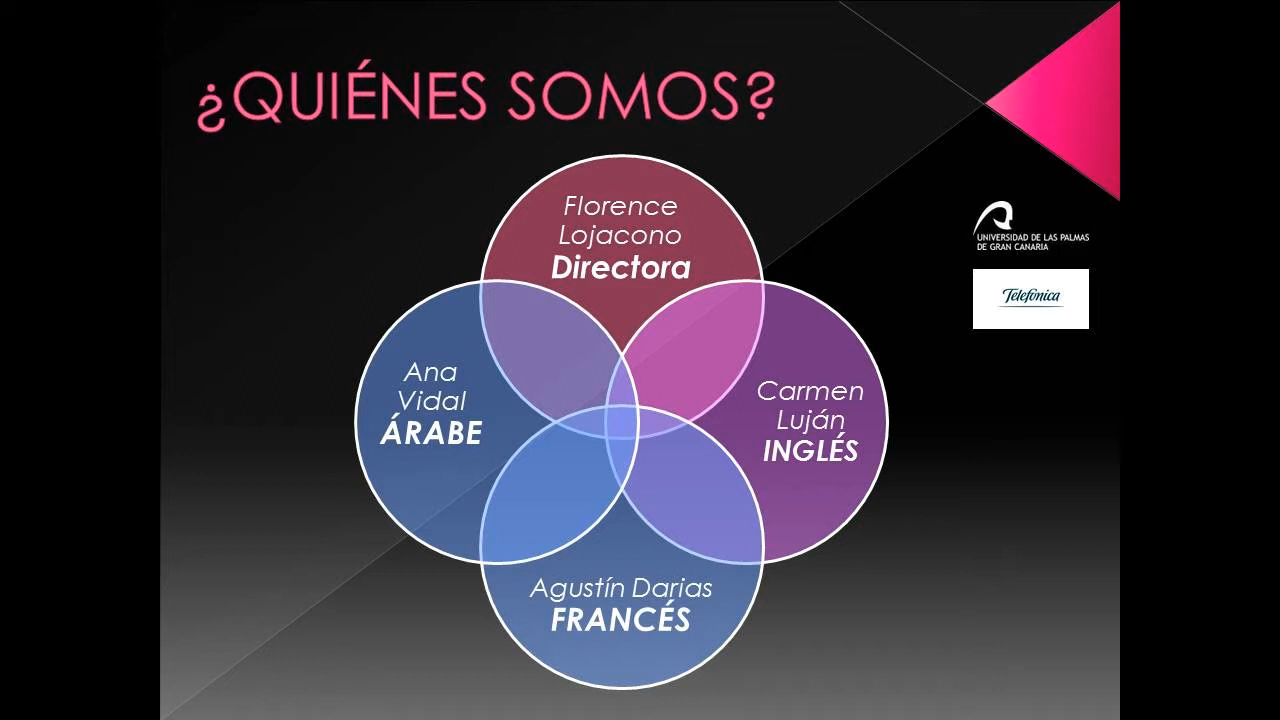 ¿QUIÉNES SOMOS?
Florence
Lojacono
Directora
UNIVERSIDAD DE LAS PALMAS
DE GRAN CANARIA
Telefónica
Ana
Vidal
ÁRABE
Carmen
Luján
INGLÉS
Agustín Darias
FRANCÉS